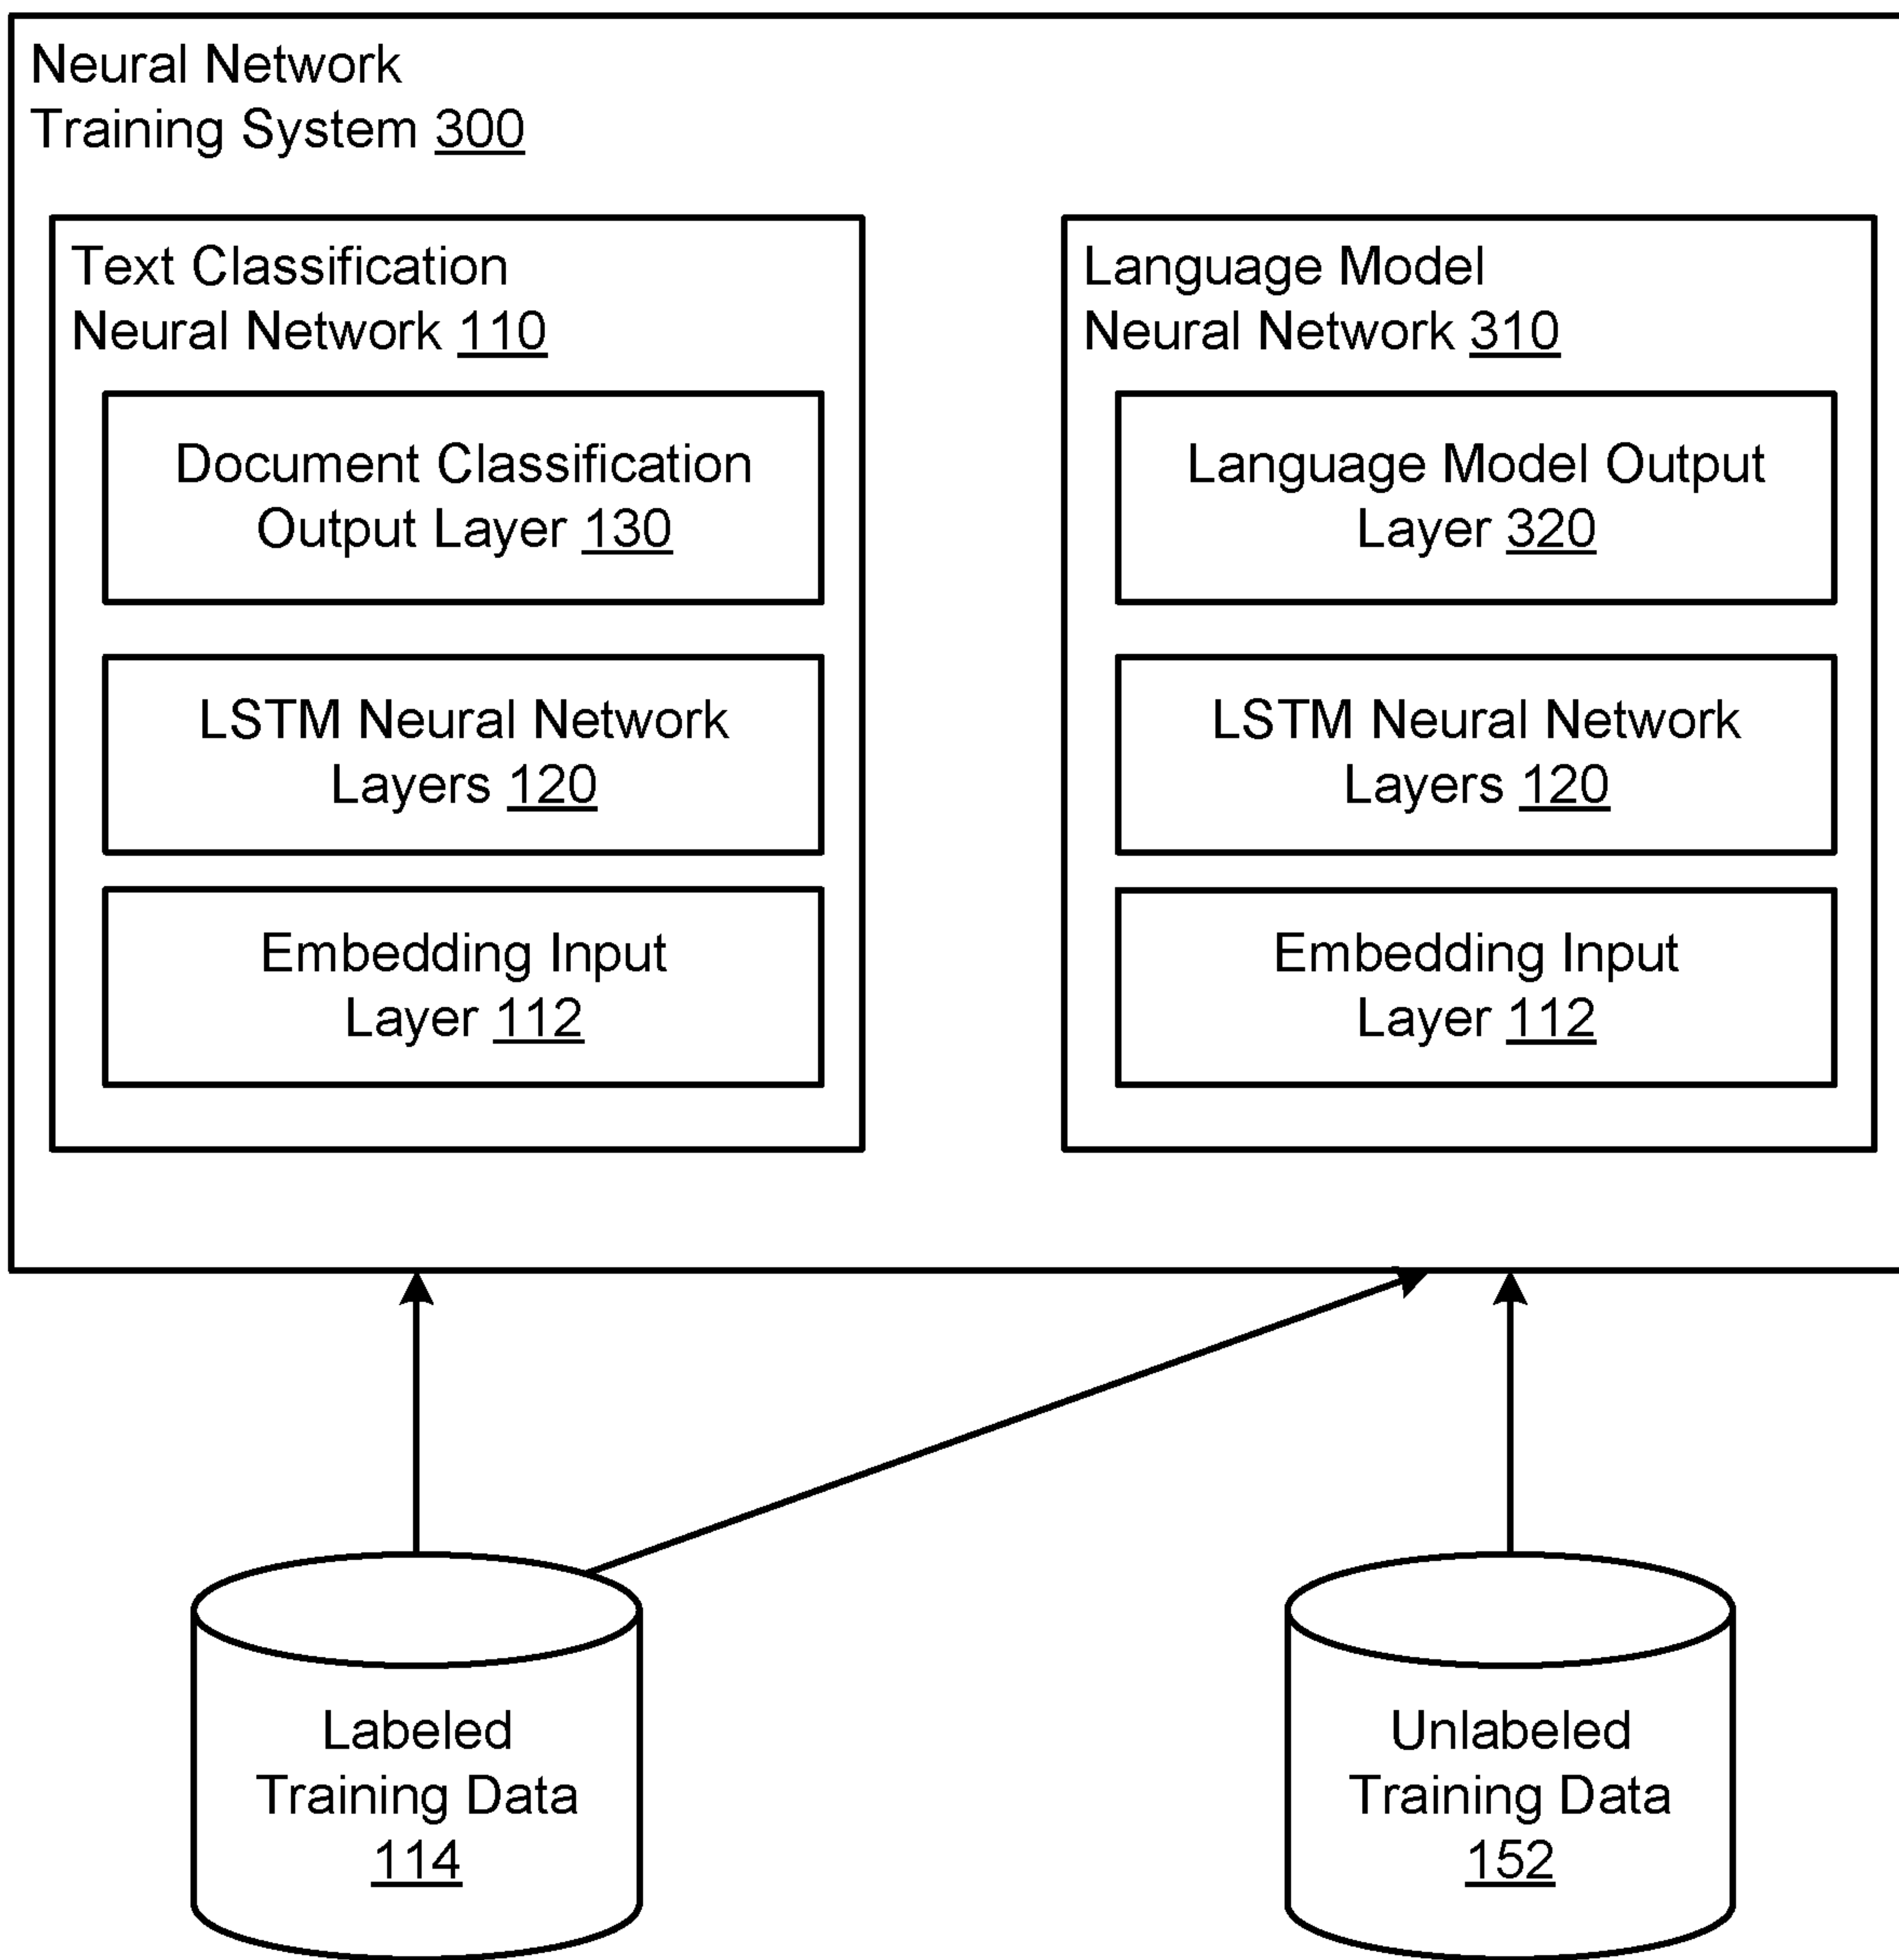 Neural Network
Training System 300
Text Classification
Neural Network 110
Document Classification
Output Layer 130
LSTM Neural Network
Layers 120
Embedding Input
Layer 112
Language Model
Neural Network 310
Language Model Output
Layer 320
LSTM Neural Network
Layers 120
Embedding Input
Layer 112
Labeled
Training Data
114
Unlabeled
Training Data
152